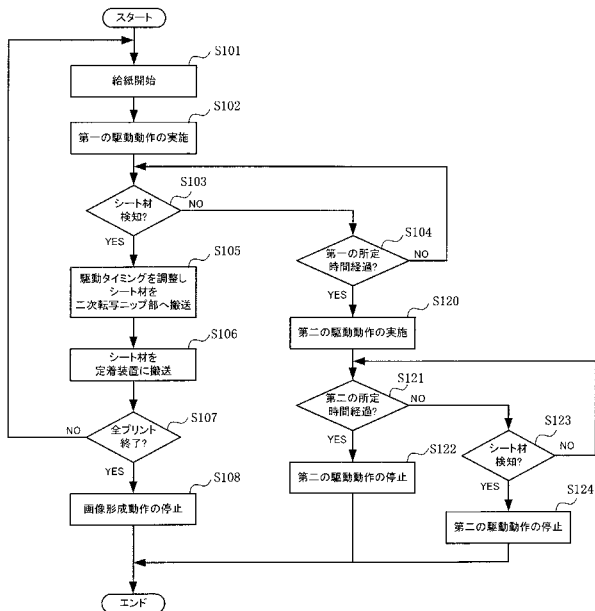 スタート
S101
給紙開始
S102
第一の駆動動作の実施
S103
シート材
検知?
NO
YES
S104
第一の所定
時間経過?
NO
YES
S105
駆動タイミングを調整し
シート材を
二次転写ニップ部へ搬送
S120
第二の駆動動作の実施
S106
シート材を
定着装置に搬送
S121
第二の所定
時間経過?
NO
YES
S107
全プリント
終了?
NO
YES
S123
シート材
検知?
NO
YES
S122
第二の駆動動作の停止
S108
画像形成動作の停止
S124
第二の駆動動作の停止
エンド